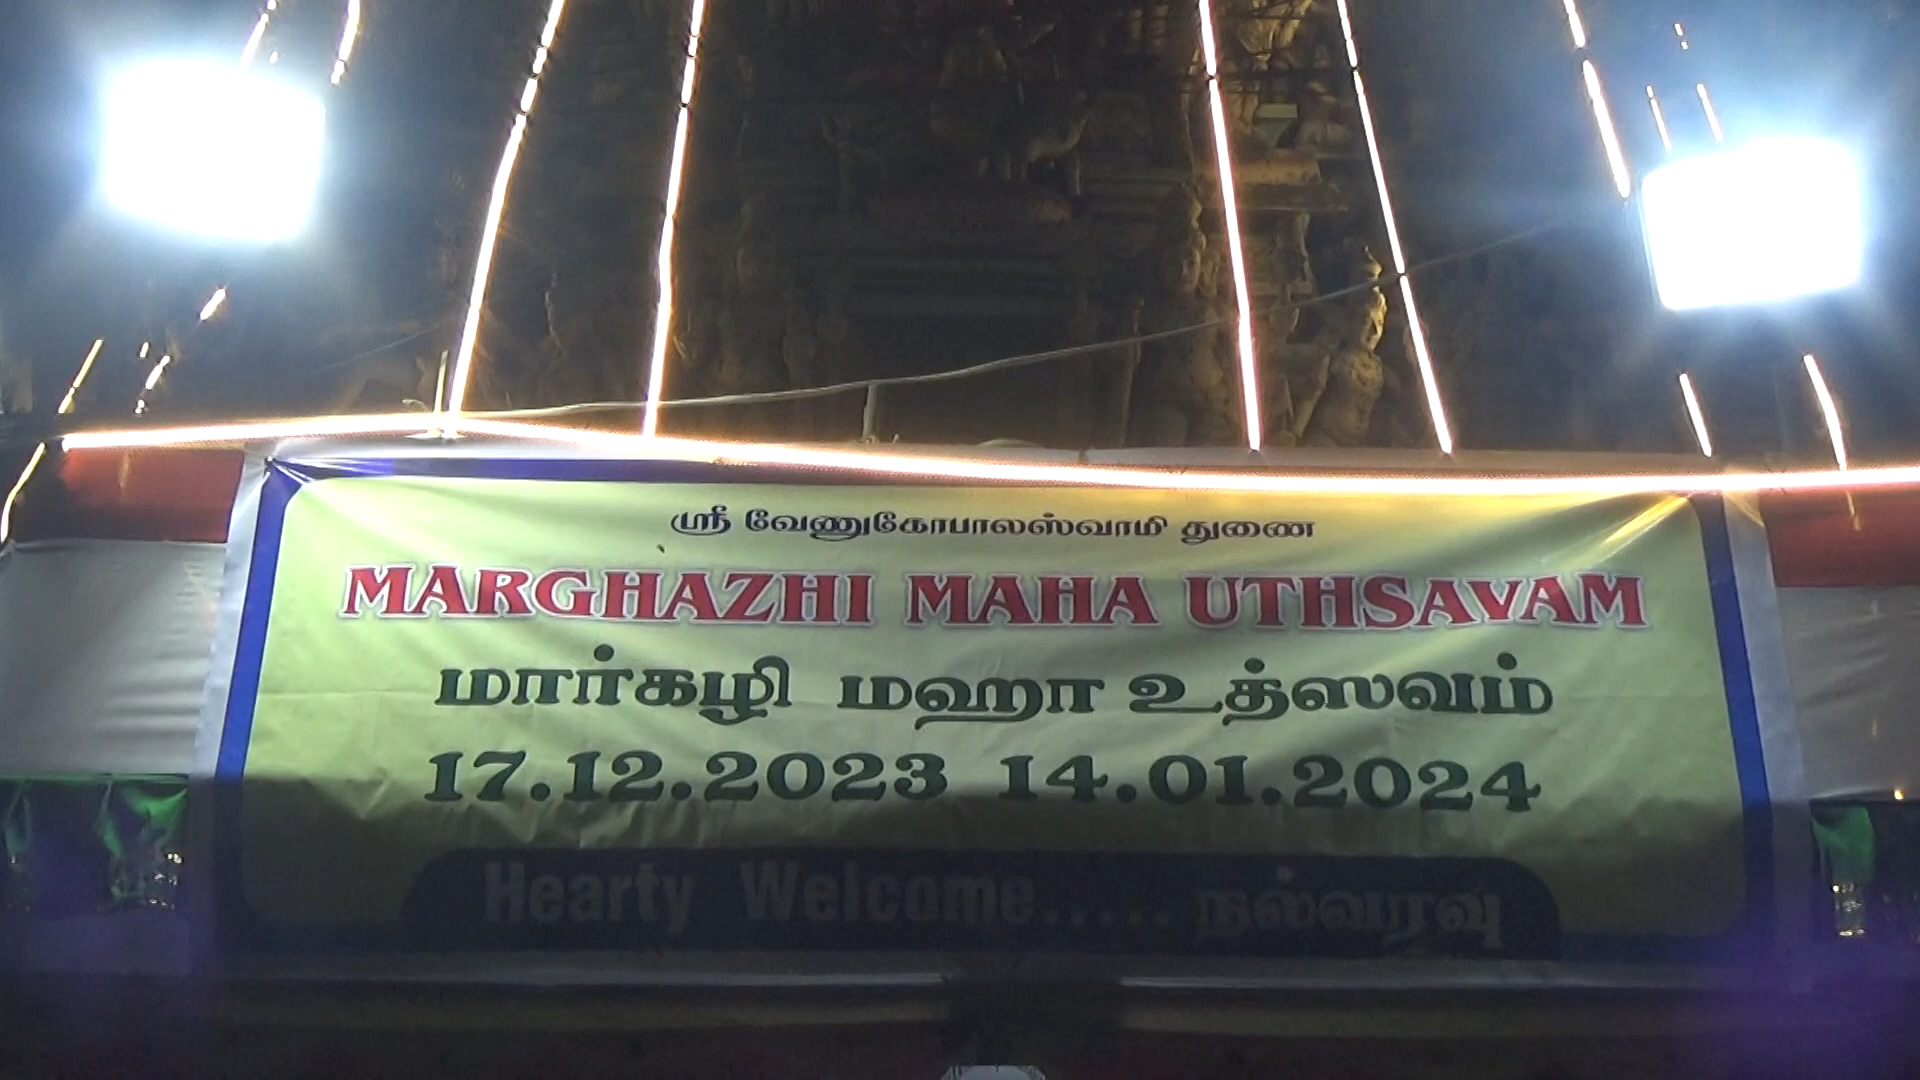 ஸ்ரீ வேணுகோபாலஸ்வாமி துணை
MARGHAZHI MAHA UTHSAVAM
மார்கழி மஹா உத்ஸவம்
17.12.2023 14.01.2024
Hearty Welcome..... நல்வரவு